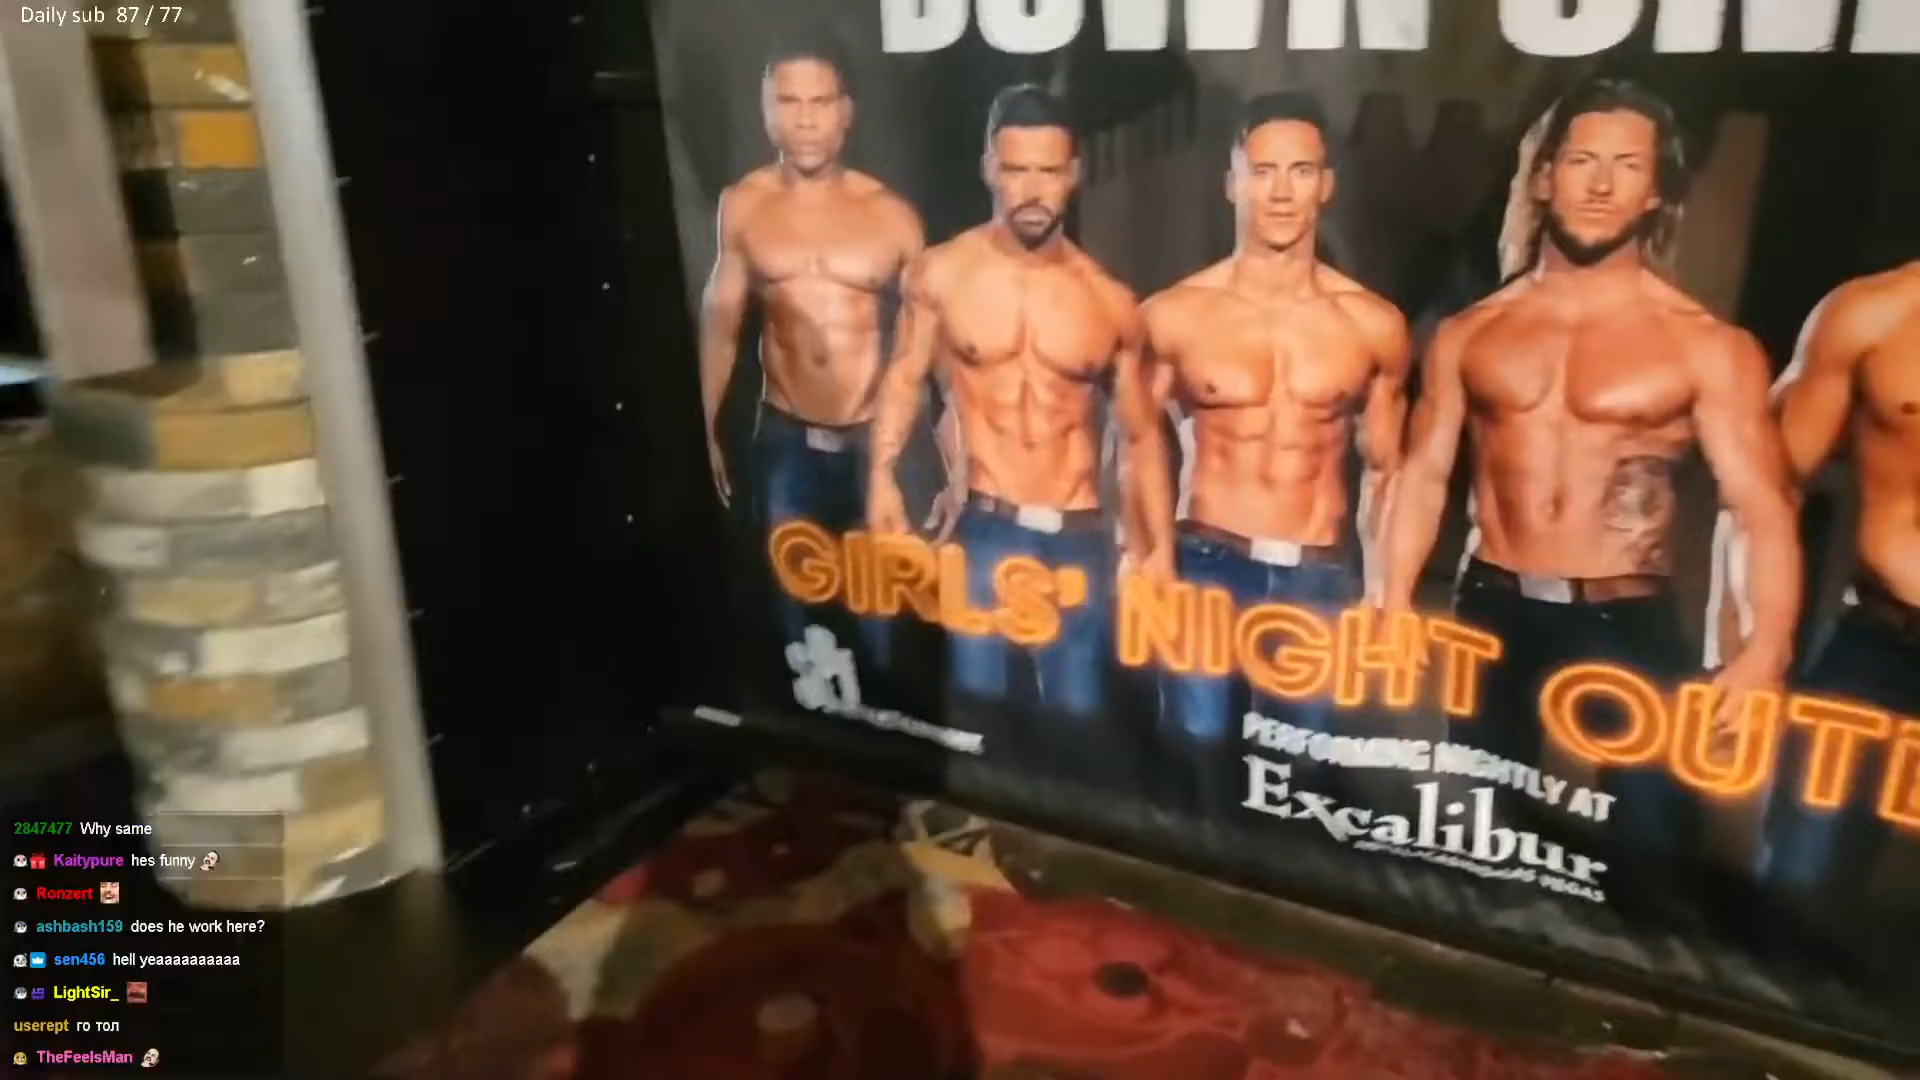 Daily sub 87 / 77
GIRLS' NIGHT OUT
PERFORMING NIGHTLY AT
Excalibur
2847477 Why same
Kaitypure hes funny
Ronzert
ashbash159 does he work here?
sen456 hell yeaaaaaaaaaa
LightSir_
userept го топ
TheFeelsMan